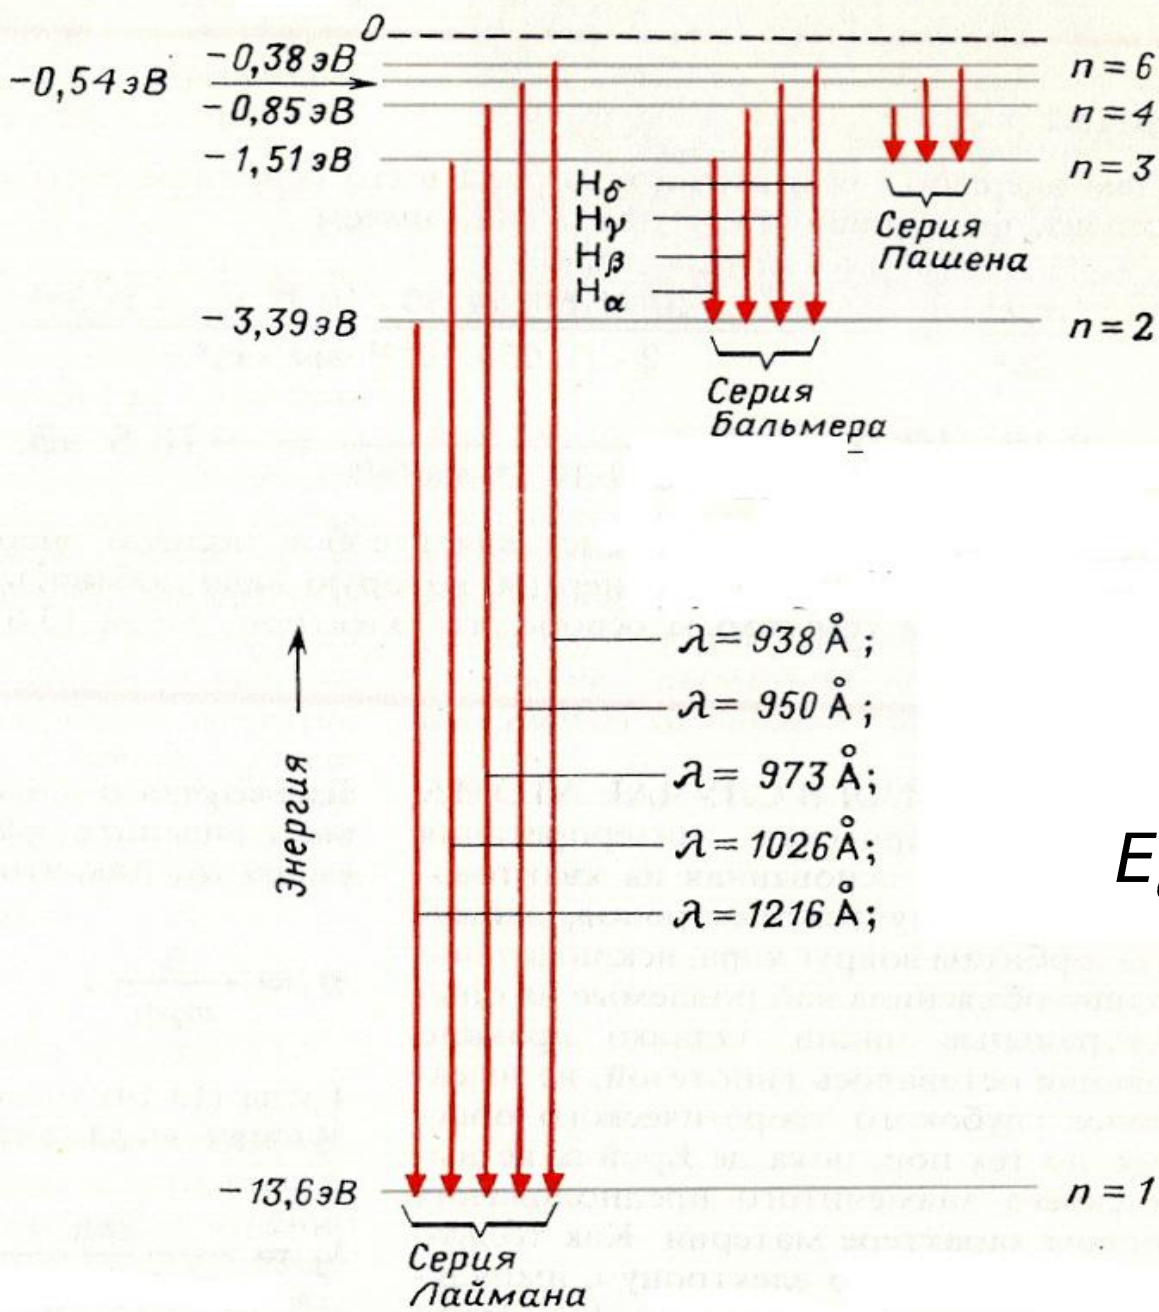 0
−0,38 эВ
−0,54 эВ
n = 6
−0,85 эВ
n = 4
−1,51 эВ
n = 3
Hδ
Hγ
Hβ
Hα
Серия
Пашена
−3,39 эВ
n = 2
Серия
Бальмера
λ = 938 Å;
λ = 950 Å;
λ = 973 Å;
λ = 1026 Å;
λ = 1216 Å;
Энергия
E
−13,6 эВ
n = 1
Серия
Лаймана